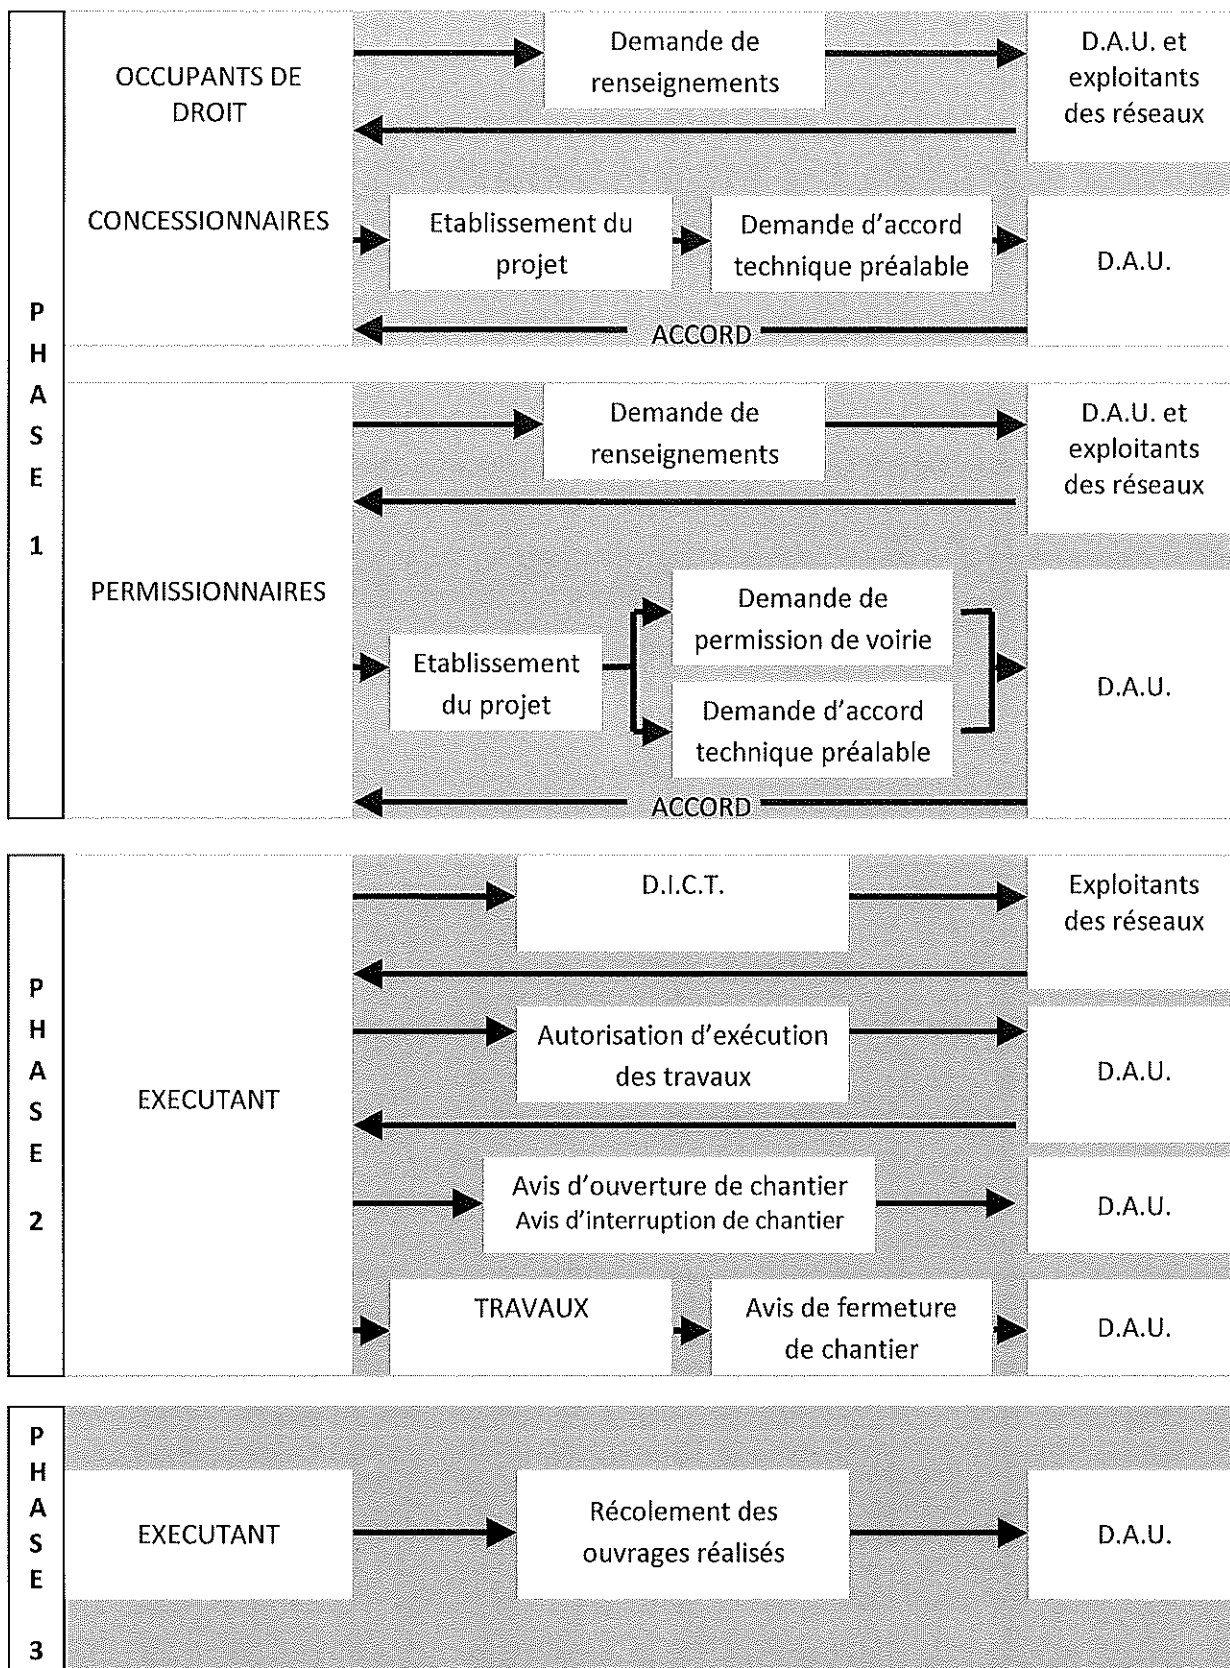 PHASE 1
OCCUPANTS DE
DROIT
CONCESSIONNAIRES
Demande de
renseignements
D.A.U. et
exploitants
des réseaux
Etablissement du
projet
Demande d'accord
technique préalable
D.A.U.
ACCORD
PERMISSIONNAIRES
Demande de
renseignements
D.A.U. et
exploitants
des réseaux
Etablissement
du projet
Demande de
permission de voirie
Demande d'accord
technique préalable
D.A.U.
ACCORD
PHASE 2
EXECUTANT
D.I.C.T.
Exploitants
des réseaux
Autorisation d'exécution
des travaux
D.A.U.
Avis d'ouverture de chantier
Avis d'interruption de chantier
D.A.U.
TRAVAUX
Avis de fermeture
de chantier
D.A.U.
PHASE 3
EXECUTANT
Récolement des
ouvrages réalisés
D.A.U.